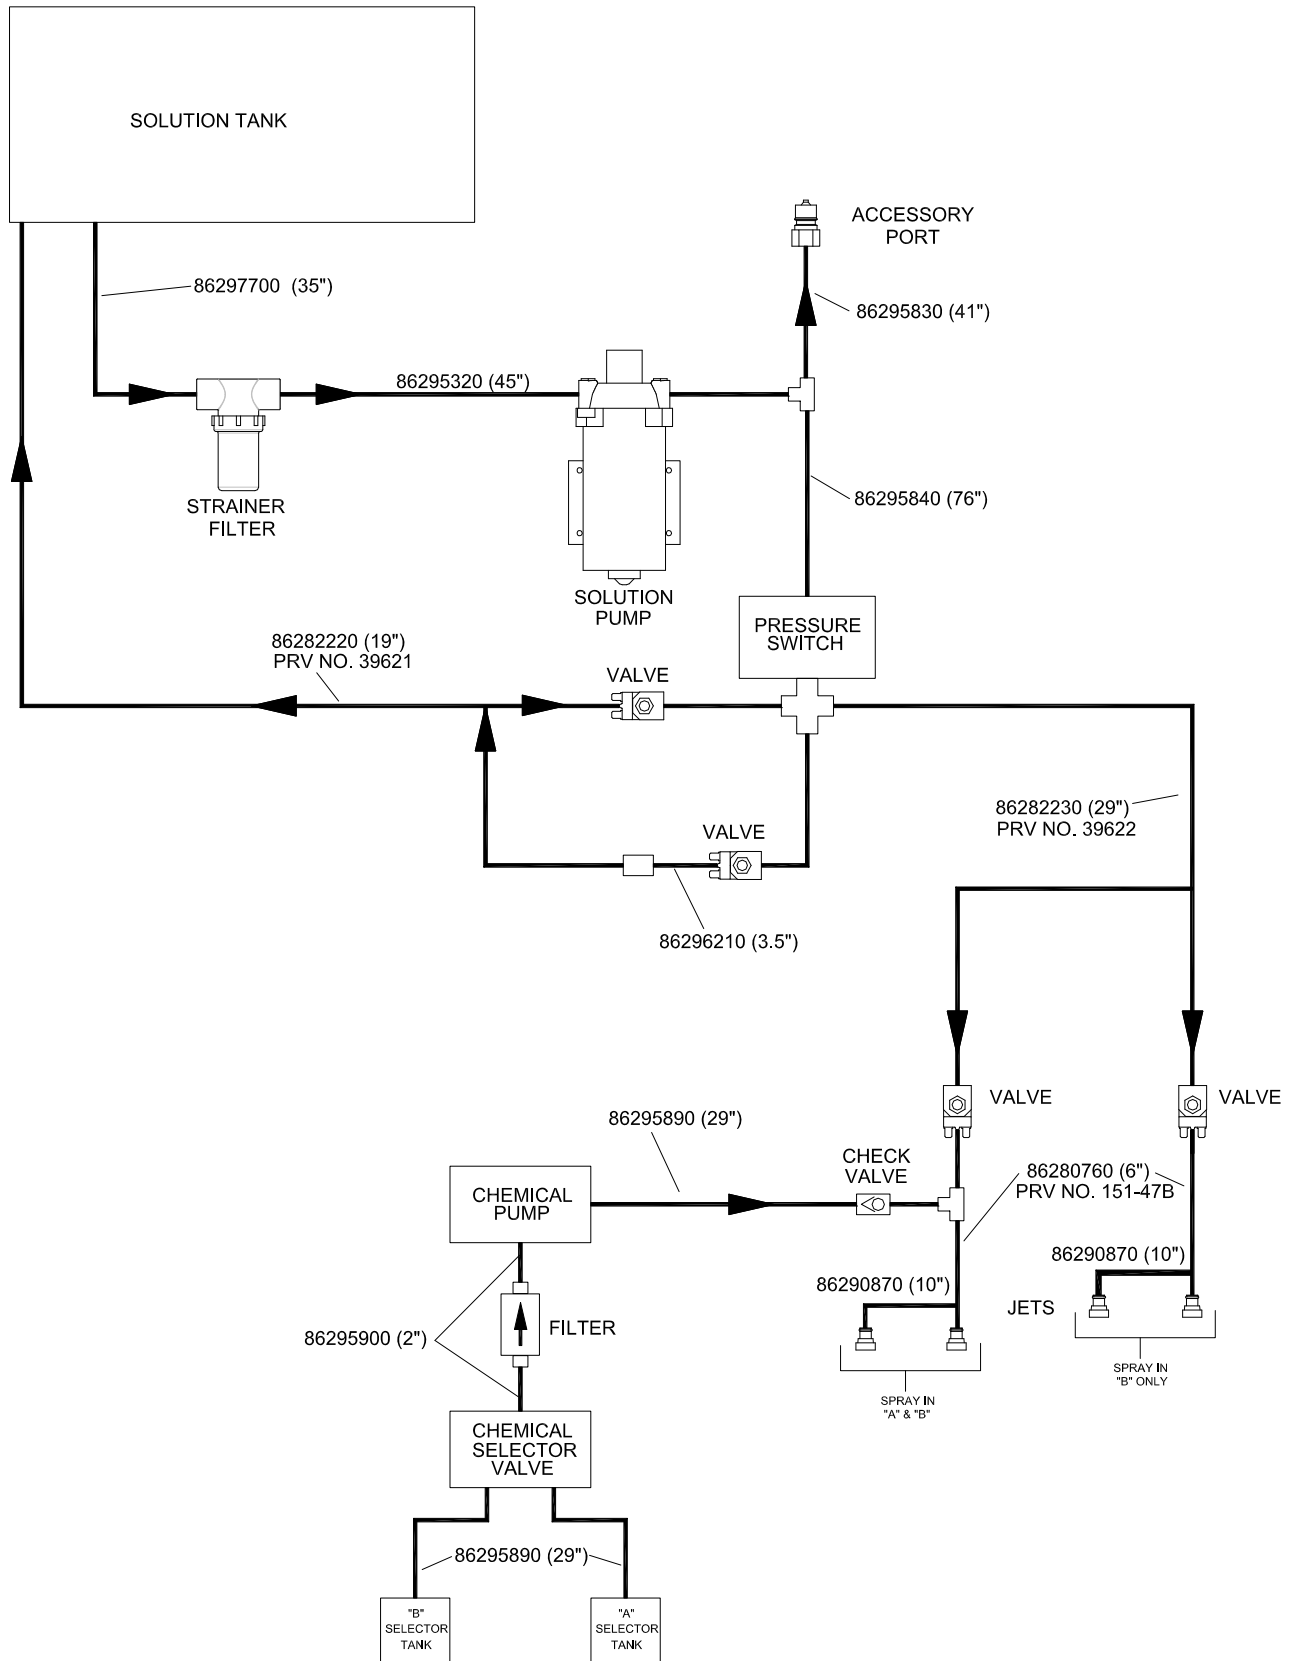 SOLUTION TANK
ACCESSORY
PORT
86297700 (35")
86295830 (41")
86295320 (45")
STRAINER
FILTER
86295840 (76")
SOLUTION
PUMP
PRESSURE
SWITCH
86282220 (19")
PRV NO. 39621
VALVE
86282230 (29")
PRV NO. 39622
VALVE
86296210 (3.5")
VALVE
VALVE
86295890 (29")
CHECK
VALVE
86280760 (6")
PRV NO. 151-47B
CHEMICAL
PUMP
86290870 (10")
86290870 (10")
JETS
FILTER
86295900 (2")
SPRAY IN
"B" ONLY
SPRAY IN
"A" & "B"
CHEMICAL
SELECTOR
VALVE
86295890 (29")
"B"
SELECTOR
TANK
"A"
SELECTOR
TANK